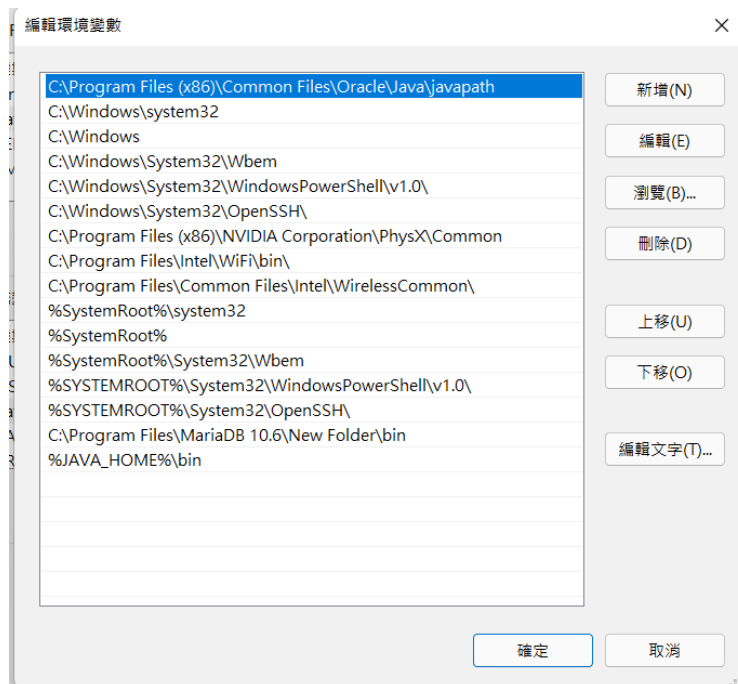 編輯環境變數
C:\Program Files (x86)\Common Files\Oracle\Java\javapath
C:\Windows\system32
C:\Windows
C:\Windows\System32\Wbem
C:\Windows\System32\WindowsPowerShell\v1.0\
C:\Windows\System32\OpenSSH\
C:\Program Files (x86)\NVIDIA Corporation\PhysX\Common
C:\Program Files\Intel\WiFi\bin\
C:\Program Files\Common Files\Intel\WirelessCommon\
%SystemRoot%\system32
%SystemRoot%
%SystemRoot%\System32\Wbem
%SYSTEMROOT%\System32\WindowsPowerShell\v1.0\
%SYSTEMROOT%\System32\OpenSSH\
C:\Program Files\MariaDB 10.6\New Folder\bin
%JAVA_HOME%\bin
新增(N)
編輯(E)
瀏覽(B)...
刪除(D)
上移(U)
下移(O)
編輯文字(T)...
確定
取消